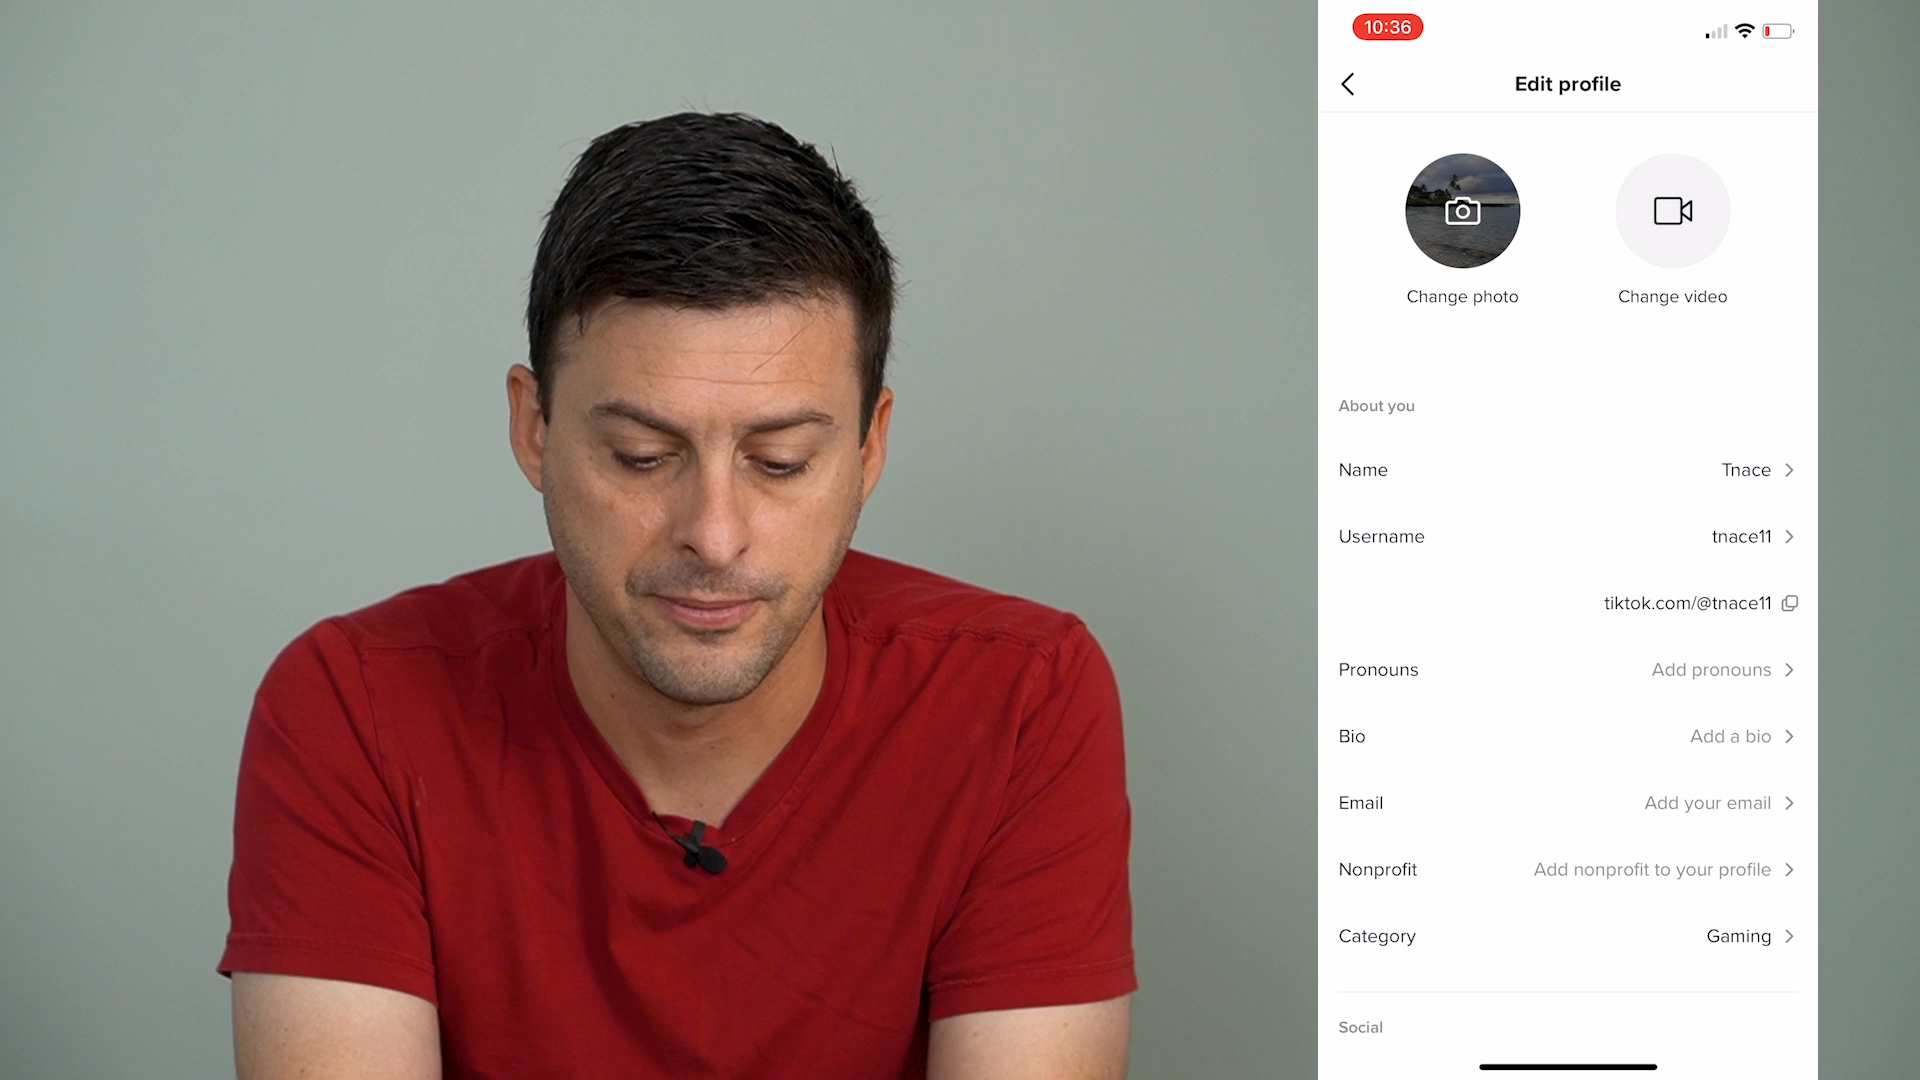 10:36
Edit profile
Change photo
Change video
About you
Name Tnace
Username tnace11
tiktok.com/@tnace11
Pronouns Add pronouns
Bio Add a bio
Email Add your email
Nonprofit Add nonprofit to your profile
Category Gaming
Social